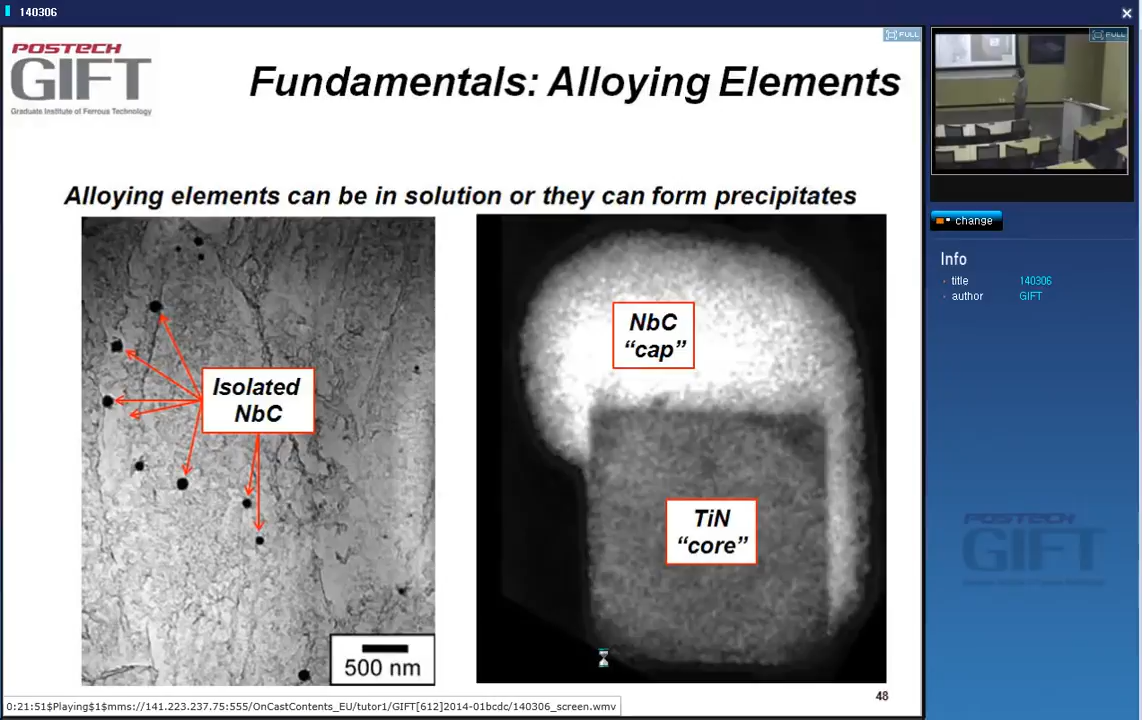 140306
POSTECH
GIFT
Graduate Institute of Ferrous Technology
FULL
Fundamentals: Alloying Elements
Alloying elements can be in solution or they can form precipitates
Isolated
NbC
500 nm
NbC
“cap”
TiN
“core”
48
0:21:51$Playing$1$mms://141.223.237.75:555/OnCastContents_EU/tutor1/GIFT[612]2014-01bcdc/140306_screen.wmv
FULL
change
Info
title 140306
author GIFT
POSTECH
GIFT